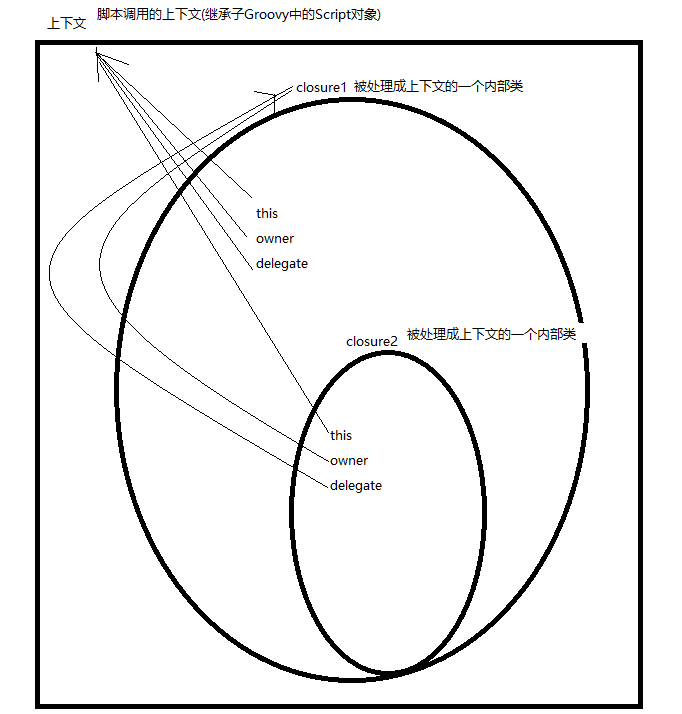 脚本调用的上下文(继承子Groovy中的Script对象)
上下文
closure1 被处理成上下文的一个内部类
this
owner
delegate
closure2 被处理成上下文的一个内部类
this
owner
delegate